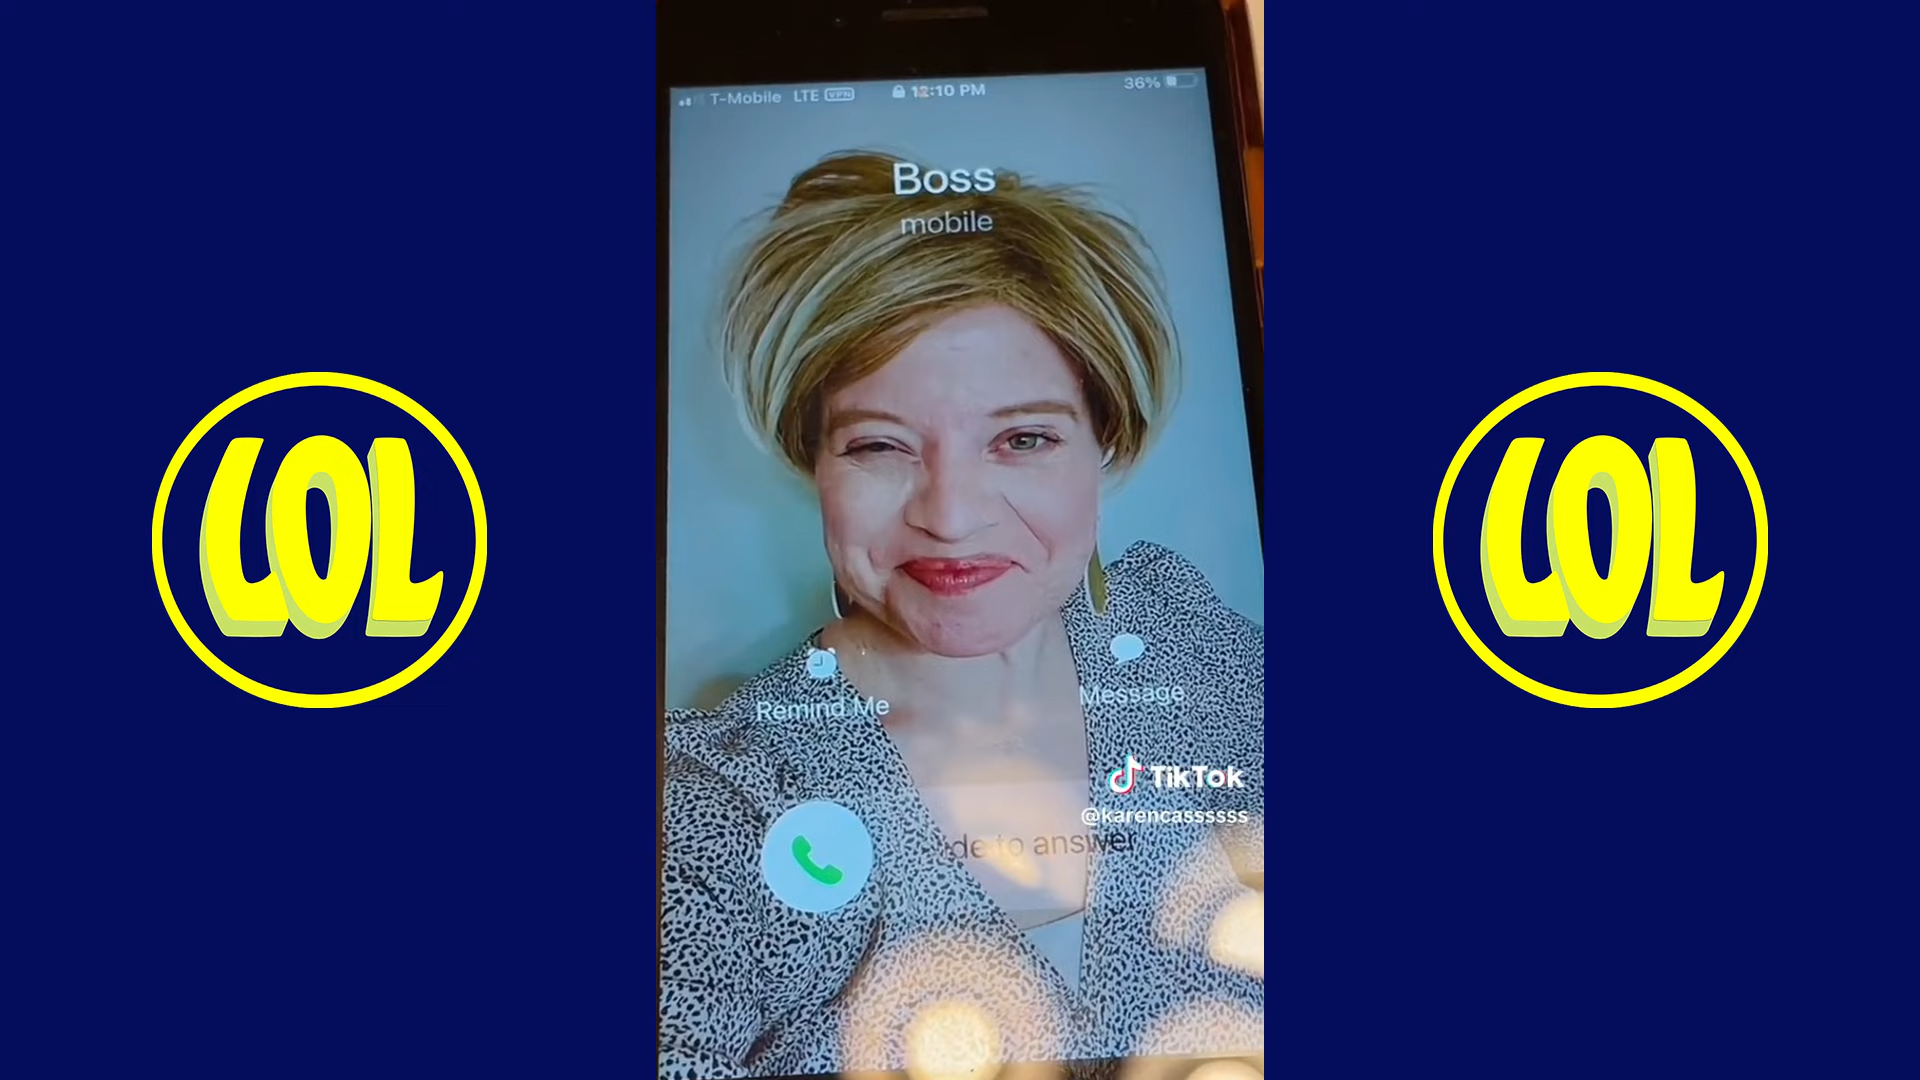 LOL
T-Mobile LTE VPN 12:10 PM 36%
Boss
mobile
Remind Me
Message
TikTok
@karencassssss
to answer
LOL